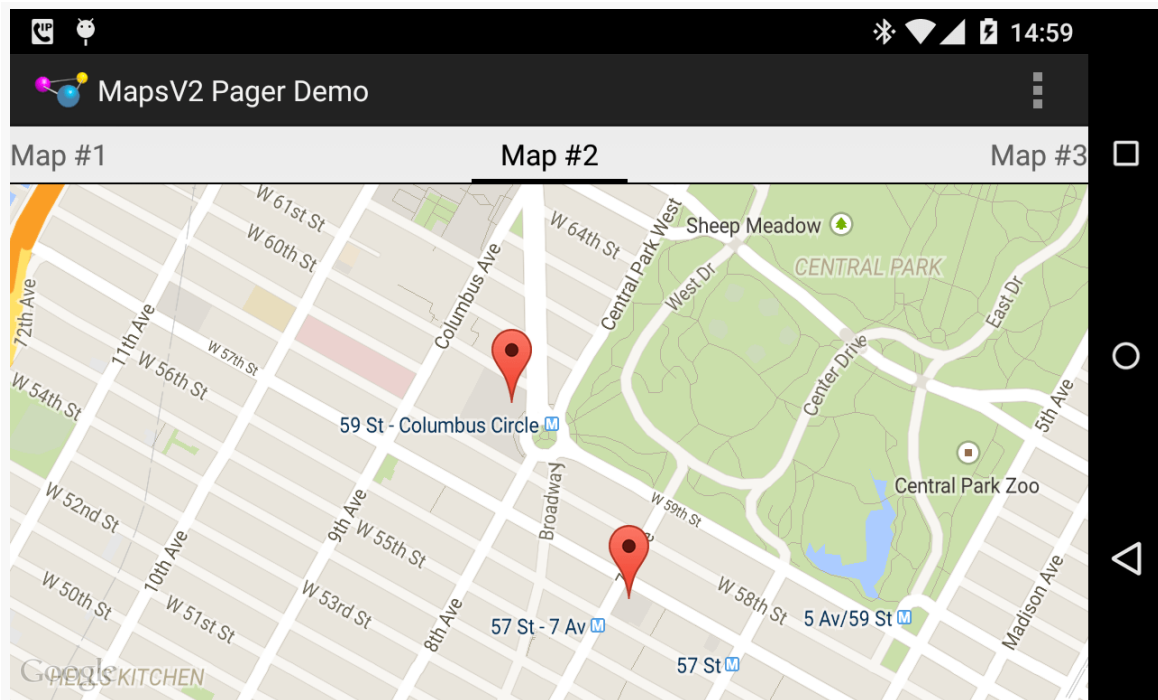 14:59
MapsV2 Pager Demo
Map #1
Map #2
Map #3
W 61st St
W 64th St
Central Park West
Sheep Meadow
W 60th St
Columbus Ave
West Dr
CENTRAL PARK
East Dr
12th Ave
11th Ave
W 57th St
W 56th St
Center Drive
W 54th St
5th Ave
59 St - Columbus Circle M
Central Park Zoo
W 52nd St
9th Ave
Broadway
W 59th St
W 55th St
10th Ave
W 50th St
W 51st St
W 53rd St
8th Ave
57 St - 7 Av M
W 58th St
5 Av/59 St M
Madison Ave
57 St M
Google
HELL'S KITCHEN